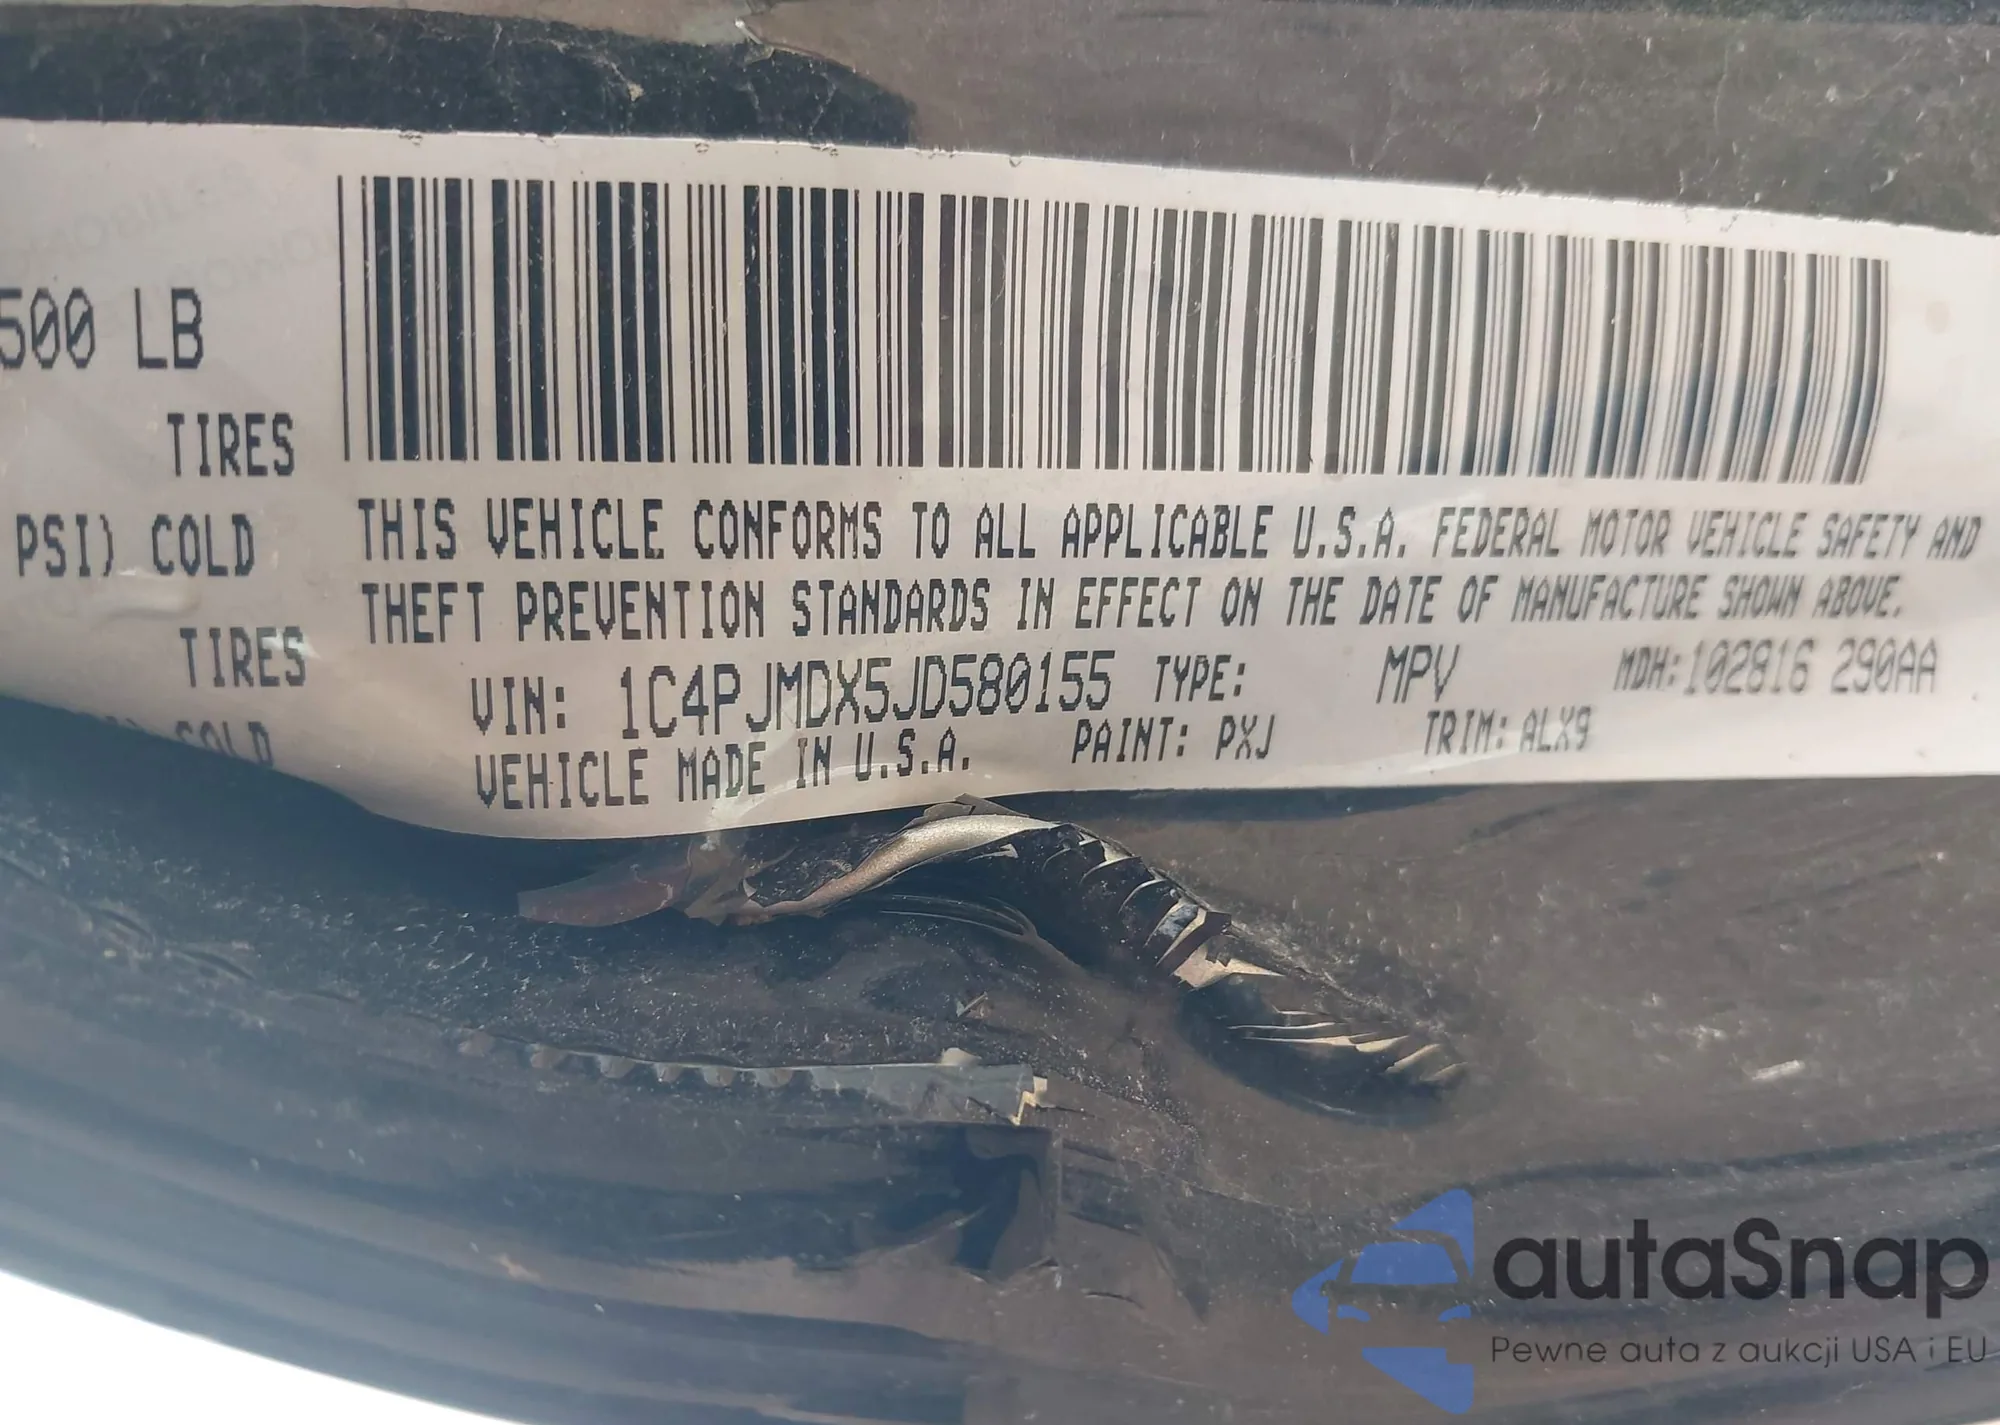 500 LB
TIRES
PSI) COLD
TIRES
COLD
THIS VEHICLE CONFORMS TO ALL APPLICABLE U.S.A. FEDERAL MOTOR VEHICLE SAFETY AND
THEFT PREVENTION STANDARDS IN EFFECT ON THE DATE OF MANUFACTURE SHOWN ABOVE.
VIN: 1C4PJMDX5JD580155 TYPE: MPV MDH:102816 290AA
VEHICLE MADE IN U.S.A. PAINT: PXJ TRIM: ALX9
autaSnap
Pewne auta z aukcji USA i EU